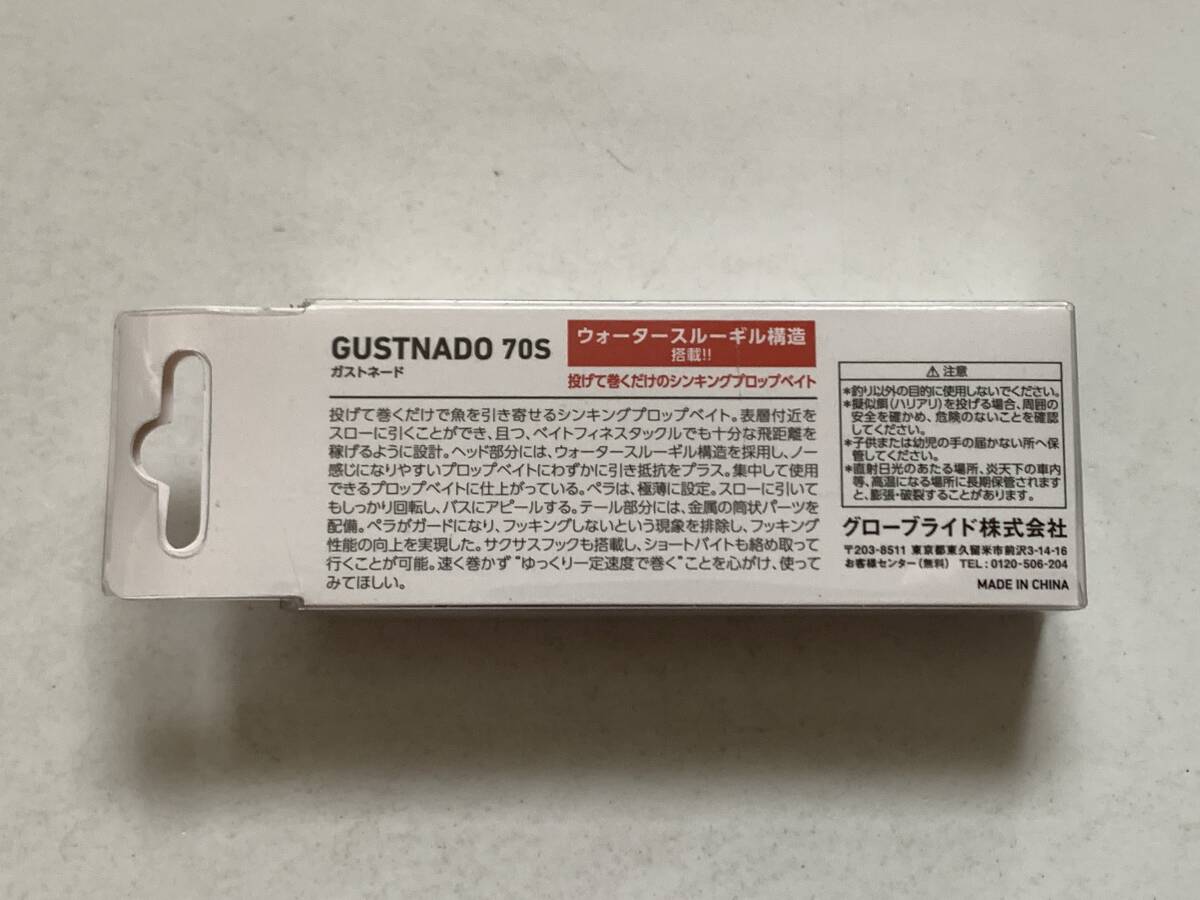 GUSTNADO 70S
ガストネード
ウォータースルーギル構造
搭載!!
投げて巻くだけのシンキングプロップベイト
投げて巻くだけで魚を引き寄せるシンキングプロップベイト。表層付近を
スローに引くことができ、且つ、ベイトフィネスタックルでも十分な飛距離を
稼げるように設計。ヘッド部分には、ウォータースルーギル構造を採用し、ノー
感じになりやすいプロップベイトにわずかに引き抵抗をプラス。集中して使用
できるプロップベイトに仕上がっている。ペラは、極薄に設定。スローに引いて
もしっかり回転し、バスにアピールする。テール部分には、金属の筒状パーツを
配備。ペラがガードになり、フッキングしないという現象を排除し、フッキング
性能の向上を実現した。サクサスフックも搭載し、ショートバイトも絡め取って
行くことが可能。速く巻かず"ゆっくり一定速度で巻く"ことを心がけ、使って
みてほしい。
⚠ 注意
*釣り以外の目的に使用しないでください。
*擬似餌(ハリアリ)を投げる場合、周囲の
安全を確かめ、危険のないことを確認
してください。
*子供または幼児の手の届かない所へ保
管してください。
*直射日光のあたる場所、炎天下の車内
等、高温になる場所に長期保管されます
と、膨張・破裂することがあります。
グローブライド株式会社
〒203-8511 東京都東久留米市前沢3-14-16
お客様センター(無料) TEL:0120-506-204
MADE IN CHINA